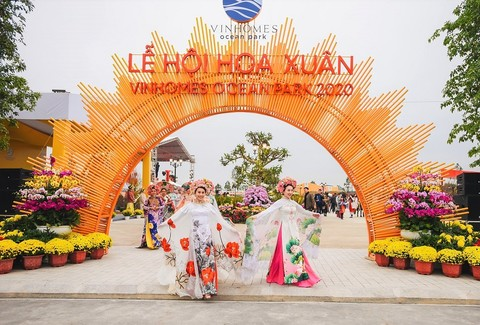 VINHOMES
ocean park
LỄ HỘI HOA XUÂN
VINHOMES OCEAN PARK 2020